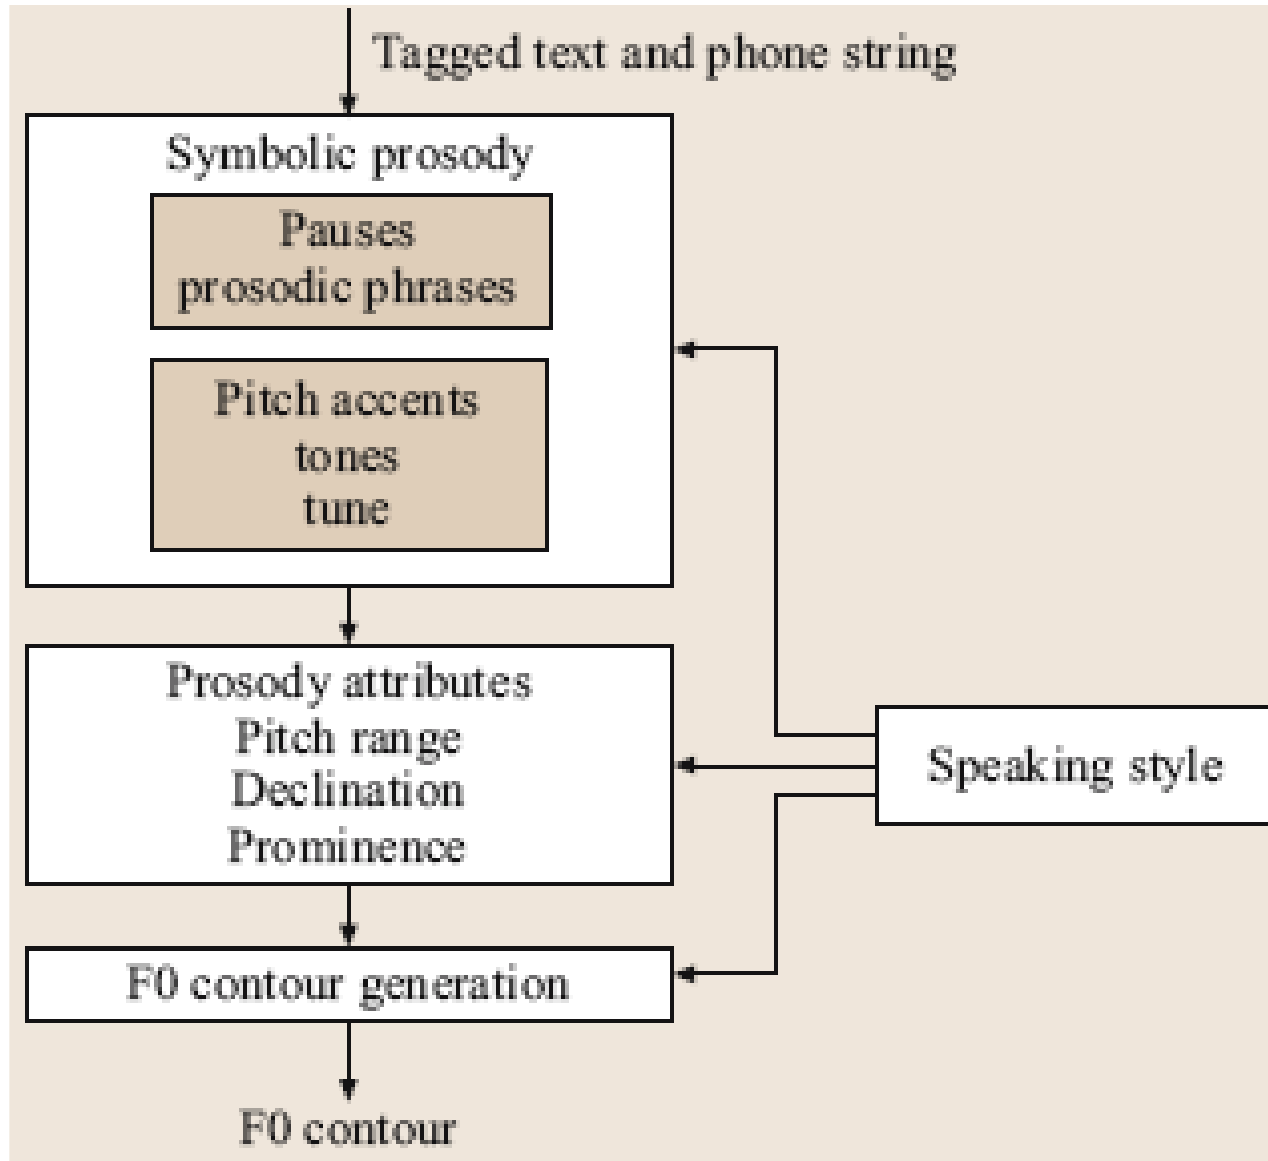 Tagged text and phone string
Symbolic prosody
Pauses
prosodic phrases
Pitch accents
tones
tune
Prosody attributes
Pitch range
Declination
Prominence
Speaking style
F0 contour generation
F0 contour